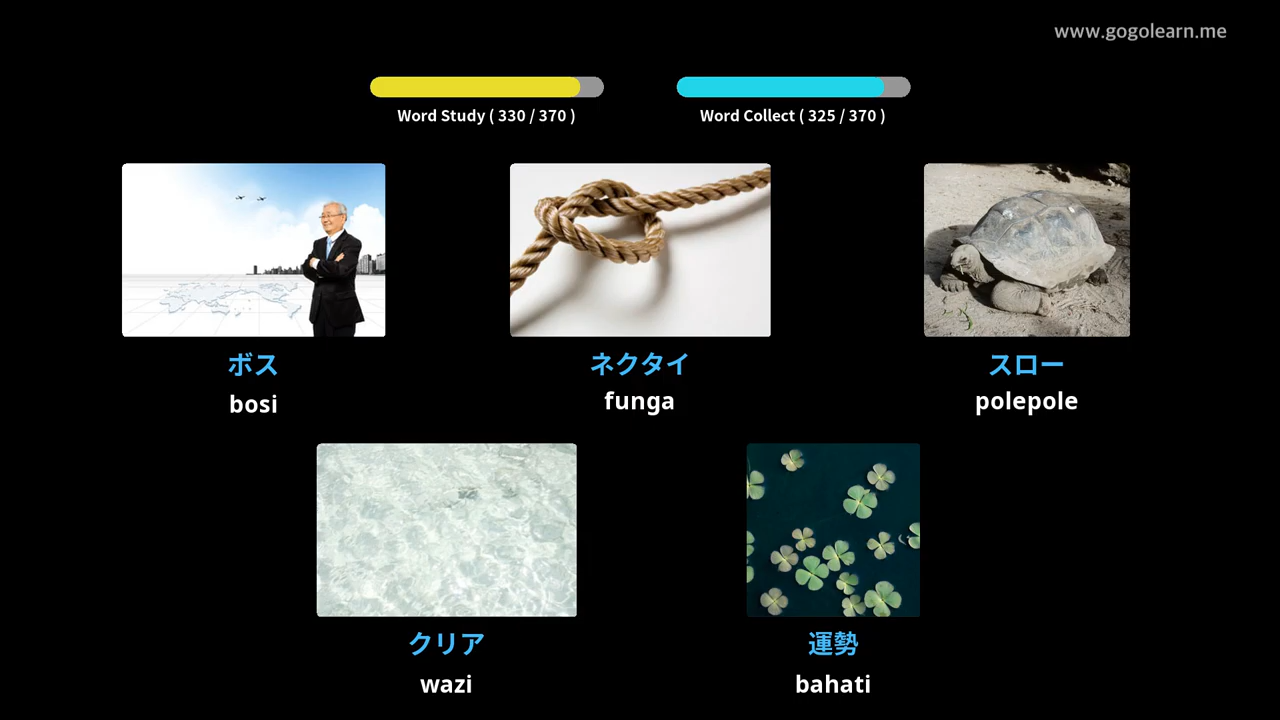 www.gogolearn.me
Word Study ( 330 / 370 )
Word Collect ( 325 / 370 )
ボス
bosi
ネクタイ
funga
スロー
polepole
クリア
wazi
運勢
bahati